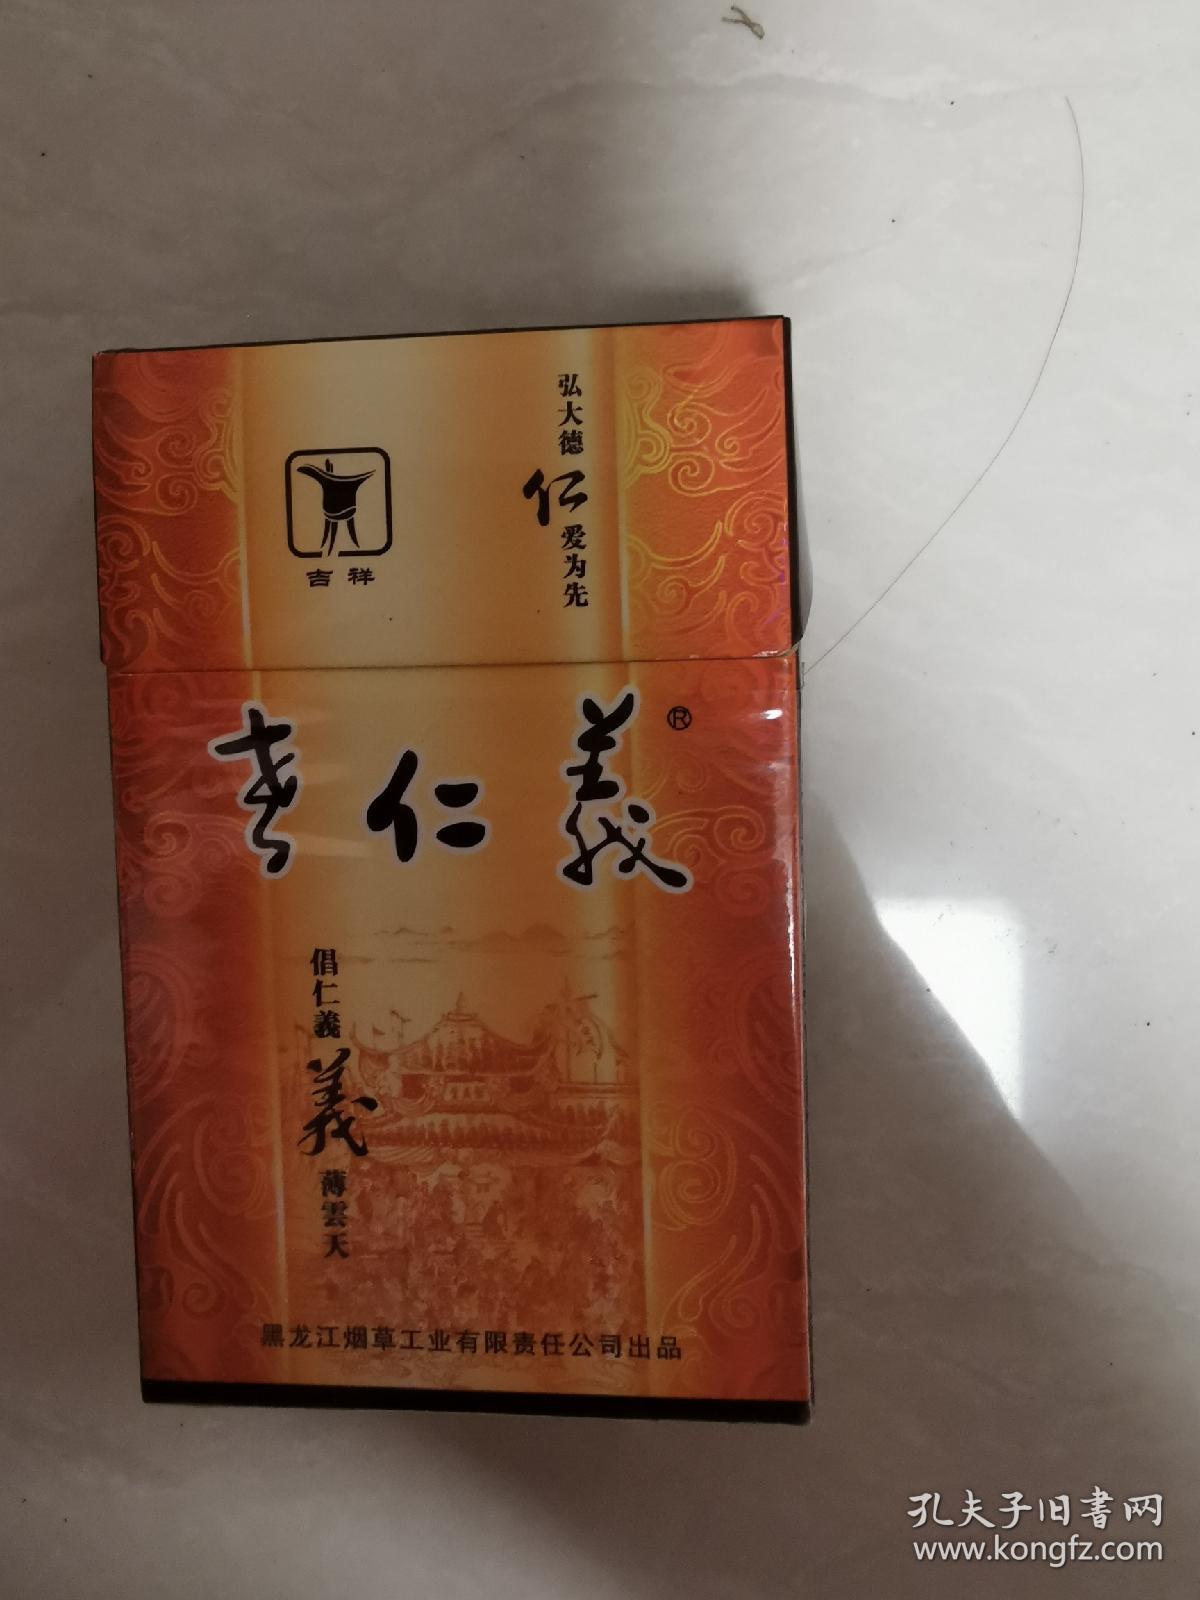 弘大德仁爱为先
吉祥
老仁義®
倡仁義義薄雲天
黑龙江烟草工业有限责任公司出品
孔夫子旧书网
www.kongfz.com